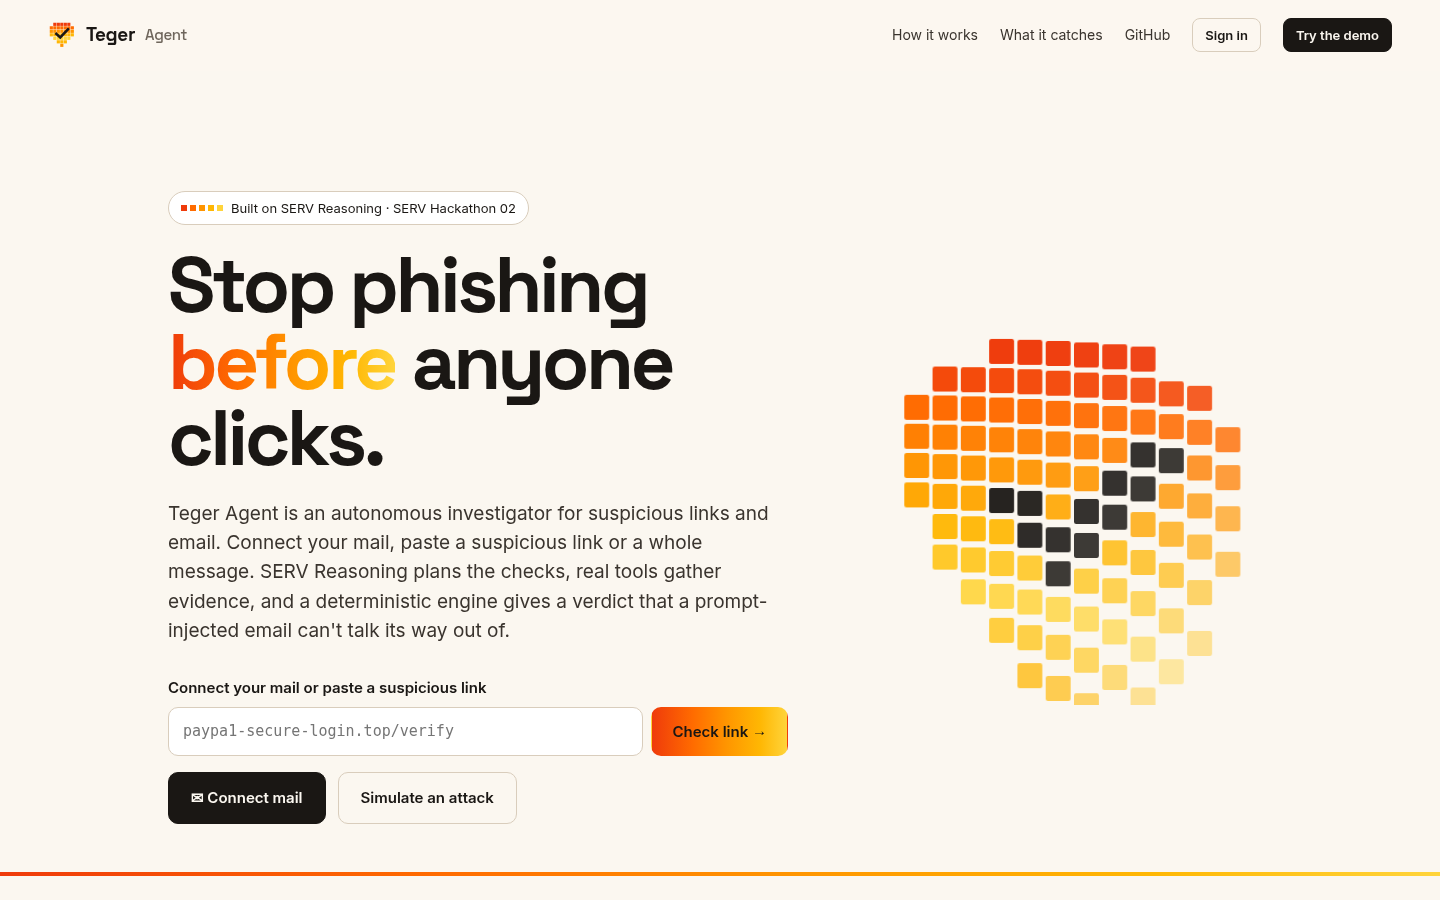 Teger Agent
How it works
What it catches
GitHub
Sign in
Try the demo
Built on SERV Reasoning · SERV Hackathon 02
Stop phishing
before anyone
clicks.
Teger Agent is an autonomous investigator for suspicious links and
email. Connect your mail, paste a suspicious link or a whole
message. SERV Reasoning plans the checks, real tools gather
evidence, and a deterministic engine gives a verdict that a prompt-
injected email can't talk its way out of.
Connect your mail or paste a suspicious link
paypa1-secure-login.top/verify
Check link →
✉ Connect mail
Simulate an attack